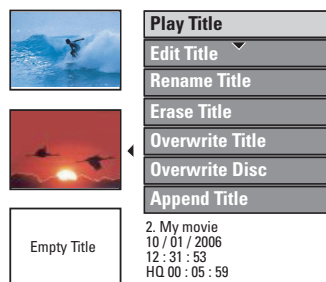 Play Title
Edit Title
Rename Title
Erase Title
Overwrite Title
Overwrite Disc
Append Title
Empty Title
2. My movie
10 / 01 / 2006
12 : 31 : 53
HQ 00 : 05 : 59